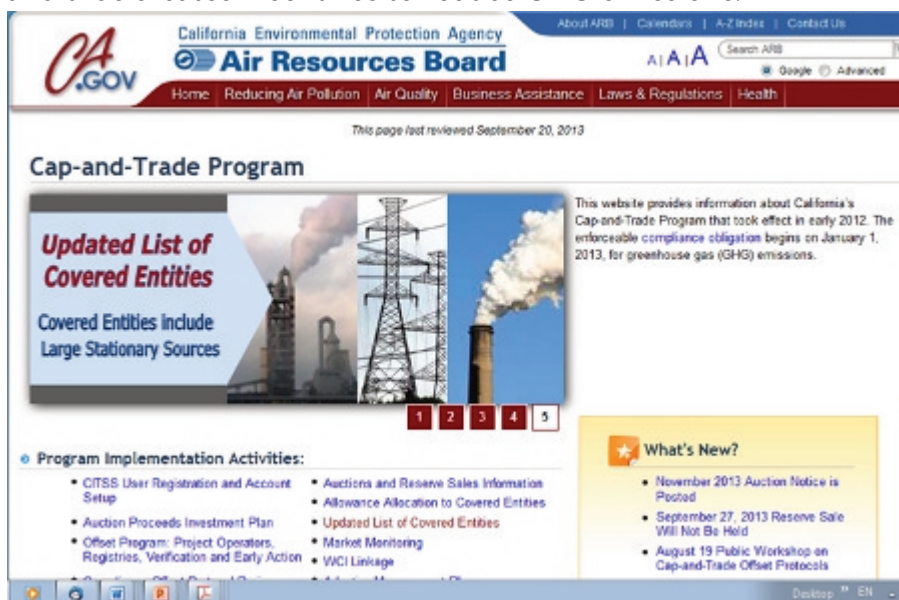 About ARB | Calendars | A-Z Index | Contact Us
California Environmental Protection Agency
Air Resources Board
CA
.GOV
A | A | A
Search ARB
Google Advanced
Home Reducing Air Pollution Air Quality Business Assistance Laws & Regulations Health
This page last reviewed September 20, 2013
Cap-and-Trade Program
Updated List of
Covered Entities
Covered Entities include
Large Stationary Sources
1 2 3 4 5
This website provides information about California's
Cap-and-Trade Program that took effect in early 2012. The
enforceable compliance obligation begins on January 1,
2013, for greenhouse gas (GHG) emissions.
Program Implementation Activities:
• CITSS User Registration and Account
Setup
• Auction Proceeds Investment Plan
• Offset Program: Project Operators,
Registries, Verification and Early Action
• Auctions and Reserve Sales Information
• Allowance Allocation to Covered Entities
• Updated List of Covered Entities
• Market Monitoring
• WCI Linkage
What's New?
• November 2013 Auction Notice is
Posted
• September 27, 2013 Reserve Sale
Will Not Be
Held
• August 19 Public Workshop on
Cap-and-Trade Offset Protocols
Desktop » EN